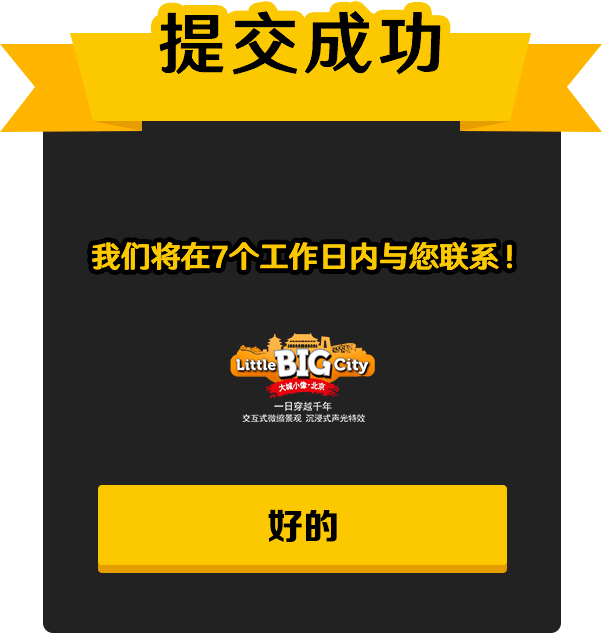 提交成功
我们将在7个工作日内与您联系！
Little BIG City
大城小像·北京
一日穿越千年
交互式微缩景观 沉浸式声光特效
好的